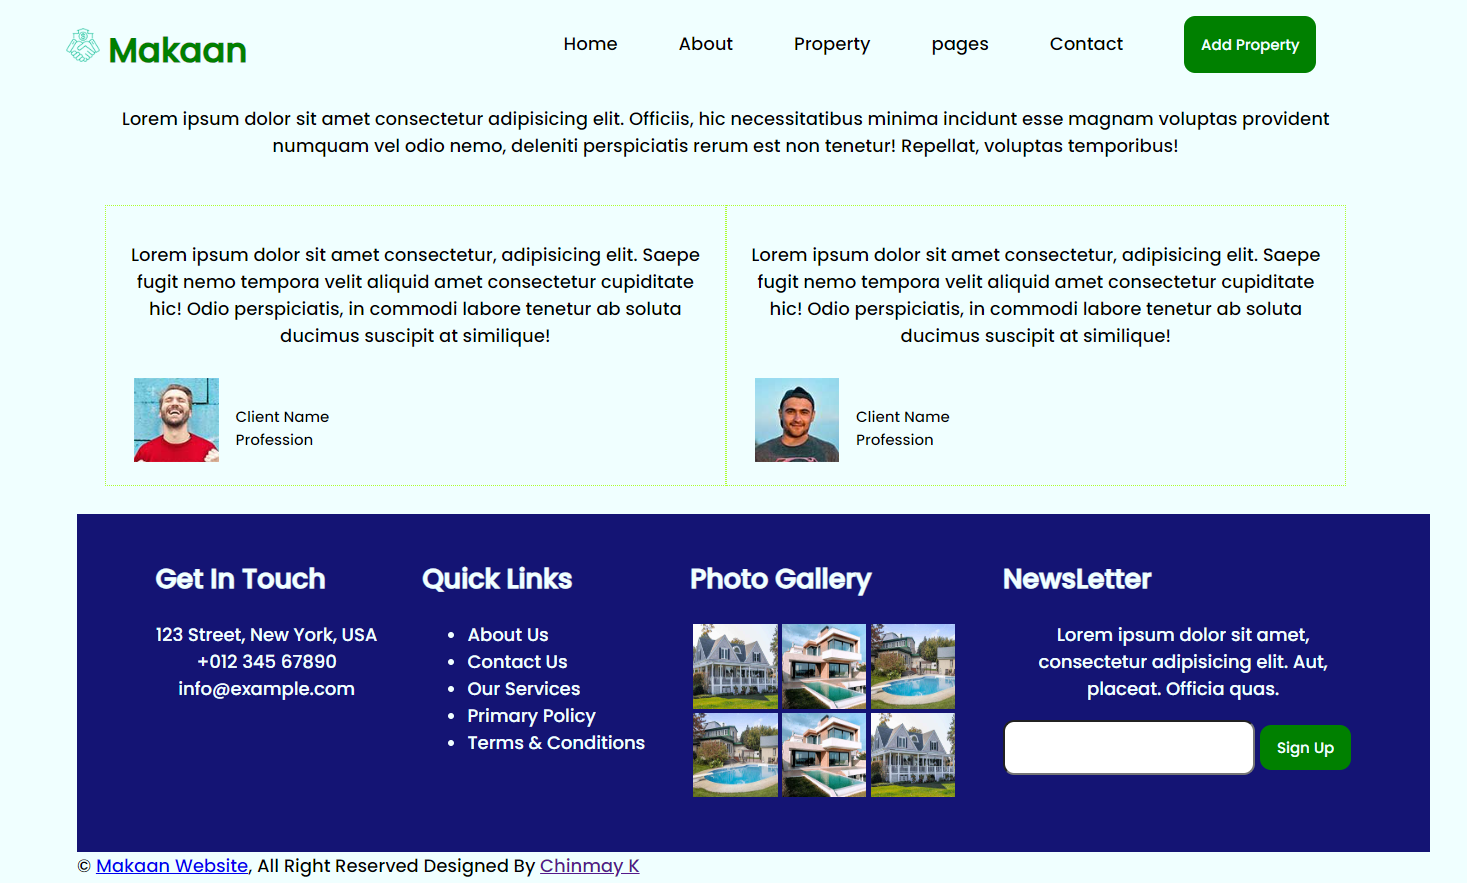 Makaan
Home About Property pages Contact Add Property
Lorem ipsum dolor sit amet consectetur adipisicing elit. Officiis, hic necessitatibus minima incidunt esse magnam voluptas provident
numquam vel odio nemo, deleniti perspiciatis rerum est non tenetur! Repellat, voluptas temporibus!
Lorem ipsum dolor sit amet consectetur, adipisicing elit. Saepe
fugit nemo tempora velit aliquid amet consectetur cupiditate
hic! Odio perspiciatis, in commodi labore tenetur ab soluta
ducimus suscipit at similique!
Client Name
Profession
Lorem ipsum dolor sit amet consectetur, adipisicing elit. Saepe
fugit nemo tempora velit aliquid amet consectetur cupiditate
hic! Odio perspiciatis, in commodi labore tenetur ab soluta
ducimus suscipit at similique!
Client Name
Profession
Get In Touch
123 Street, New York, USA
+012 345 67890
info@example.com
Quick Links
• About Us
• Contact Us
• Our Services
• Primary Policy
• Terms & Conditions
Photo Gallery
NewsLetter
Lorem ipsum dolor sit amet,
consectetur adipisicing elit. Aut,
placeat. Officia quas.
Sign Up
© Makaan Website, All Right Reserved Designed By Chinmay K